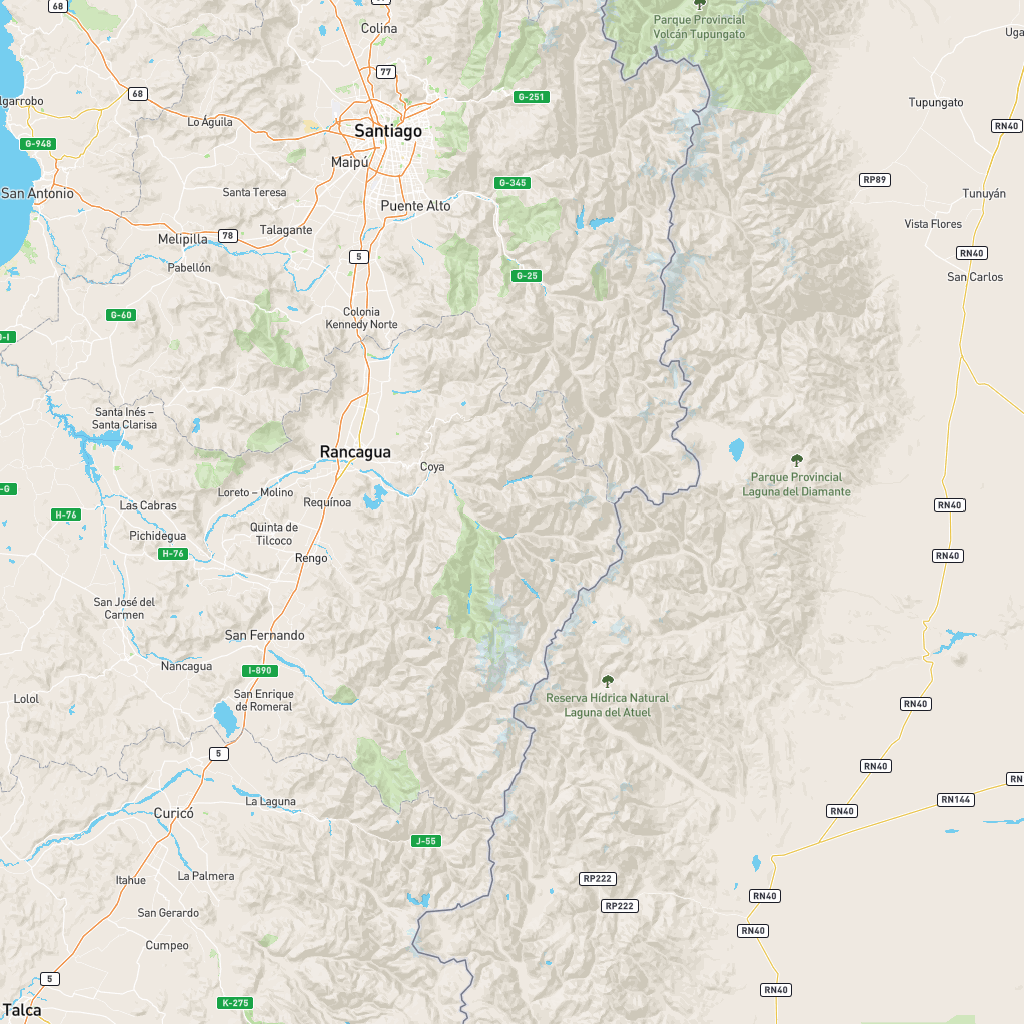 68
Colina
Parque Provincial
Volcán Tupungato
Uga
77
68
G-251
lgarrobo
Tupungato
Lo Águila
Santiago
RN40
G-948
Maipú
San Antonio
Santa Teresa
G-345
RP89
Tunuyán
Puente Alto
Vista Flores
Talagante
Melipilla
78
5
RN40
Pabellón
G-25
San Carlos
G-60
Colonia
Kennedy Norte
0-I
Santa Inés –
Santa Clarisa
Rancagua
Coya
Parque Provincial
Laguna del Diamante
-G
Loreto – Molino
Requínoa
Las Cabras
RN40
H-76
Quinta de
Tilcoco
Pichidegua
H-76
Rengo
RN40
San José del
Carmen
San Fernando
Nancagua
I-890
Lolol
San Enrique
de Romeral
Reserva Hídrica Natural
Laguna del Atuel
RN40
5
RN40
RN
RN144
La Laguna
Curicó
RN40
J-55
Itahue
La Palmera
RP222
RN40
San Gerardo
RP222
RN40
Cumpeo
5
RN40
K-275
Talca